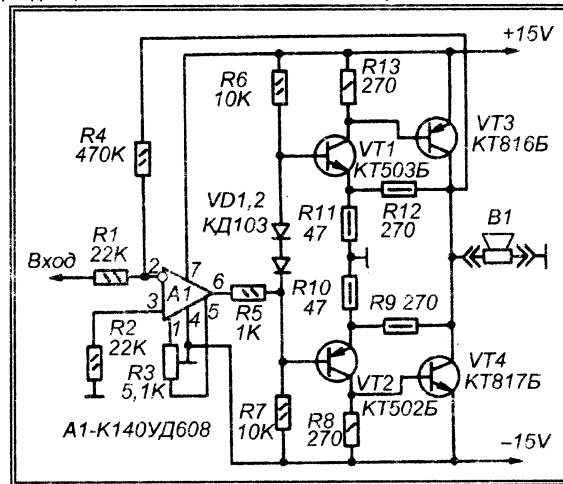 +15V
R6
10K
R13
270
R4
470K
VT3
КТ816Б
VT1
КТ503Б
VD1,2
КД103
R11
47
R12
270
B1
R1
22K
Вход
2
7
A1
6
3
1
4
5
R5
1K
R10
47
R9 270
R2
22K
R3
5,1K
VT2
КТ502Б
VT4
КТ817Б
R7
10K
R8
270
А1-К140УД608
–15V